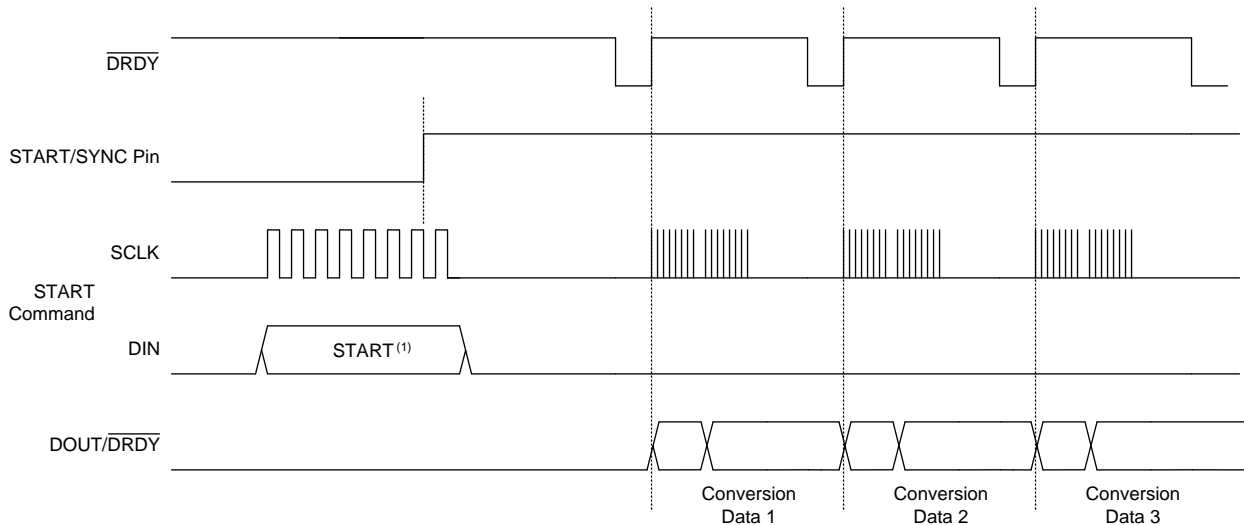 DRDY
START/SYNC Pin
SCLK
START
Command
DIN
START(1)
DOUT/DRDY
Conversion
Data 1
Conversion
Data 2
Conversion
Data 3